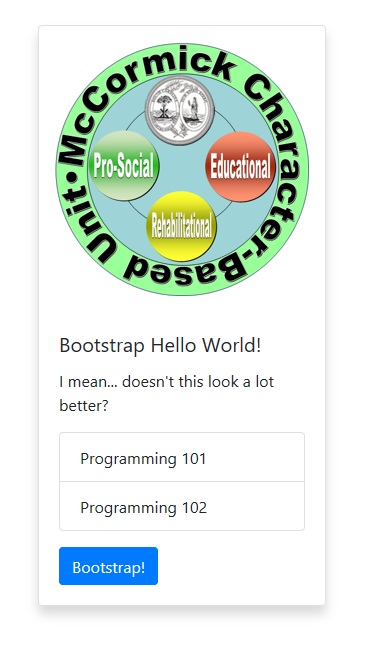 McCormick Character-Based Unit•
Pro-Social
Educational
Rehabilitational
Bootstrap Hello World!
I mean... doesn't this look a lot
better?
Programming 101
Programming 102
Bootstrap!